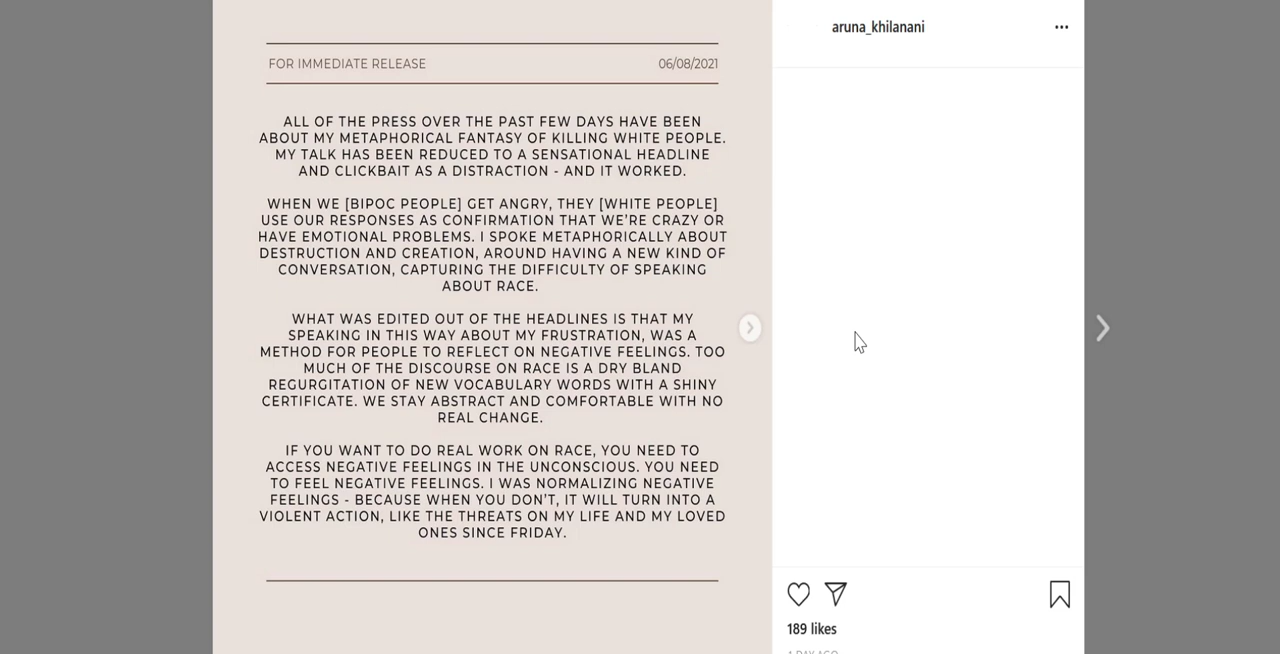 FOR IMMEDIATE RELEASE 06/08/2021
ALL OF THE PRESS OVER THE PAST FEW DAYS HAVE BEEN
ABOUT MY METAPHORICAL FANTASY OF KILLING WHITE PEOPLE.
MY TALK HAS BEEN REDUCED TO A SENSATIONAL HEADLINE
AND CLICKBAIT AS A DISTRACTION - AND IT WORKED.
WHEN WE [BIPOC PEOPLE] GET ANGRY, THEY [WHITE PEOPLE]
USE OUR RESPONSES AS CONFIRMATION THAT WE'RE CRAZY OR
HAVE EMOTIONAL PROBLEMS. I SPOKE METAPHORICALLY ABOUT
DESTRUCTION AND CREATION, AROUND HAVING A NEW KIND OF
CONVERSATION, CAPTURING THE DIFFICULTY OF SPEAKING
ABOUT RACE.
WHAT WAS EDITED OUT OF THE HEADLINES IS THAT MY
SPEAKING IN THIS WAY ABOUT MY FRUSTRATION, WAS A
METHOD FOR PEOPLE TO REFLECT ON NEGATIVE FEELINGS. TOO
MUCH OF THE DISCOURSE ON RACE IS A DRY BLAND
REGURGITATION OF NEW VOCABULARY WORDS WITH A SHINY
CERTIFICATE. WE STAY ABSTRACT AND COMFORTABLE WITH NO
REAL CHANGE.
IF YOU WANT TO DO REAL WORK ON RACE, YOU NEED TO
ACCESS NEGATIVE FEELINGS IN THE UNCONSCIOUS. YOU NEED
TO FEEL NEGATIVE FEELINGS. I WAS NORMALIZING NEGATIVE
FEELINGS - BECAUSE WHEN YOU DON'T, IT WILL TURN INTO A
VIOLENT ACTION, LIKE THE THREATS ON MY LIFE AND MY LOVED
ONES SINCE FRIDAY.
aruna_khilanani
189 likes
1 DAY AGO